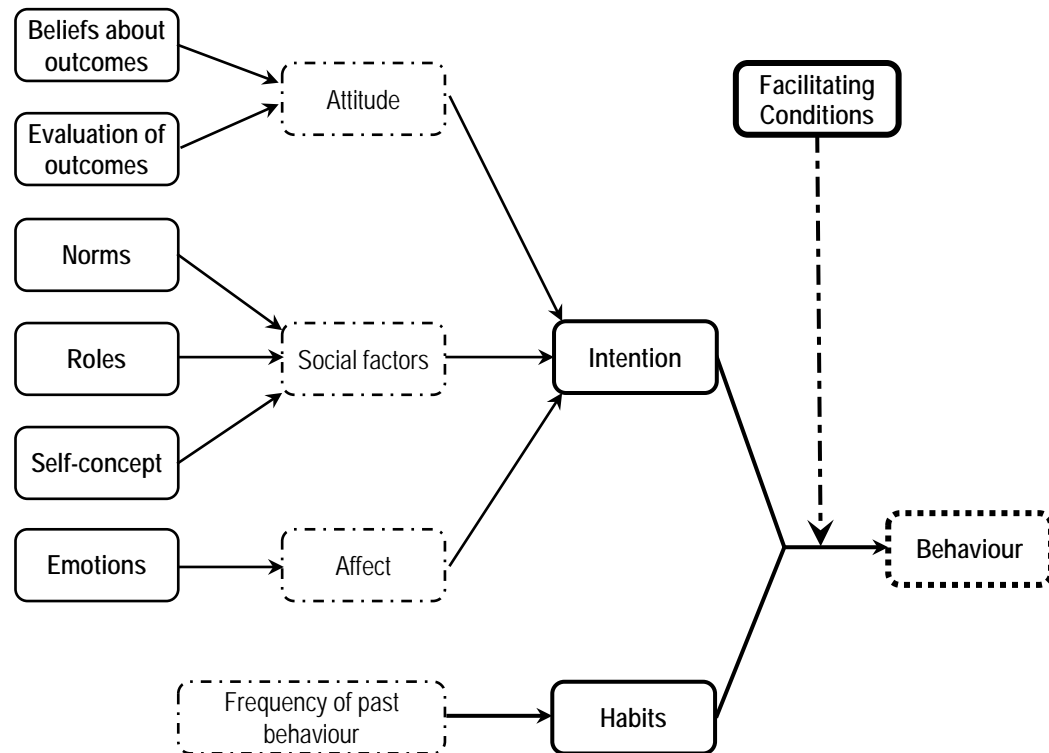 Beliefs about
outcomes
Attitude
Facilitating
Conditions
Evaluation of
outcomes
Norms
Roles
Social factors
Intention
Self-concept
Emotions
Affect
Behaviour
Frequency of past
behaviour
Habits